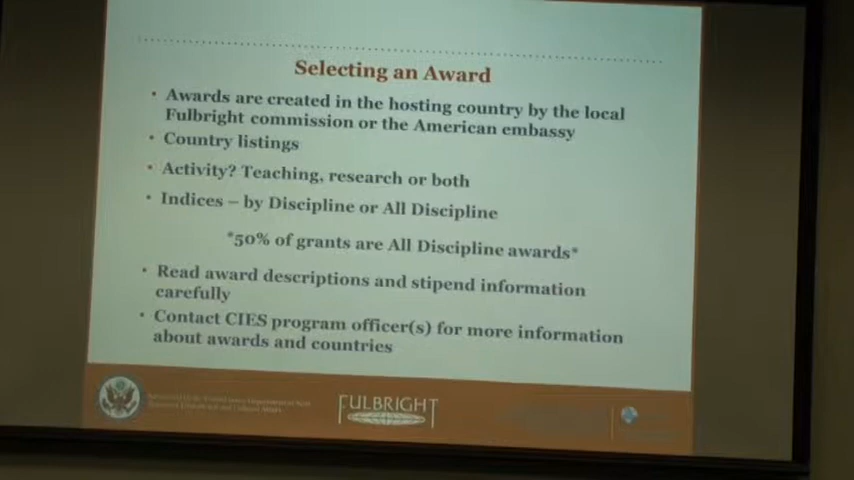 Selecting an Award
• Awards are created in the hosting country by the local
Fulbright commission or the American embassy
• Country listings
• Activity? Teaching, research or both
• Indices – by Discipline or All Discipline
*50% of grants are All Discipline awards*
• Read award descriptions and stipend information
carefully
• Contact CIES program officer(s) for more information
about awards and countries
FULBRIGHT